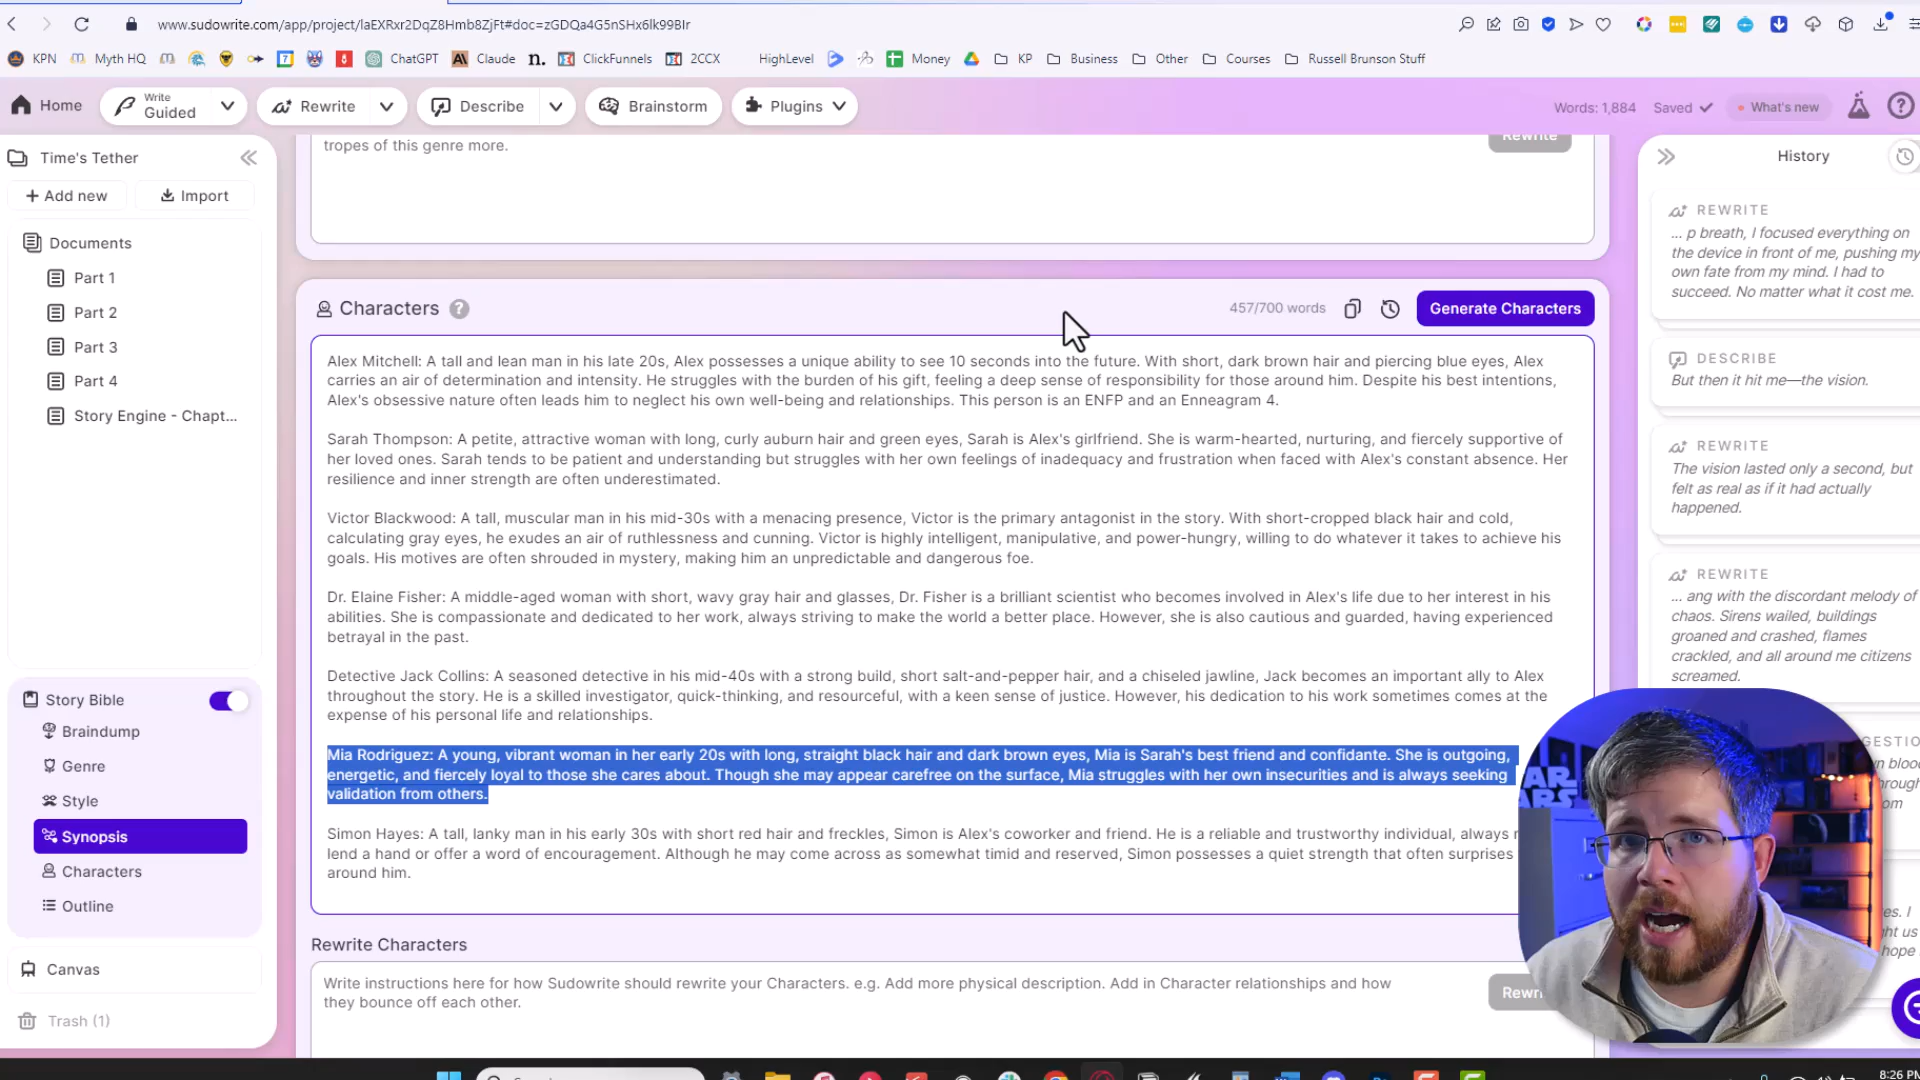 www.sudowrite.com/app/project/laEXRxr2DqZ8Hmb8ZjFt#doc=zGDQa4G5nSHx6lk99BIr
KPN
Myth HQ
7
ChatGPT
Claude
n.
ClickFunnels
2CCX
HighLevel
Money
KP
Business
Other
Courses
Russell Brunson Stuff
Home
Write
Guided
Rewrite
Describe
Brainstorm
Plugins
Words: 1,884
Saved
What's new
Time's Tether
Add new
Import
Documents
Part 1
Part 2
Part 3
Part 4
Story Engine - Chapt...
Story Bible
Braindump
Genre
Style
Synopsis
Characters
Outline
Canvas
Trash (1)
tropes of this genre more.
Rewrite
Characters
457/700 words
Generate Characters
Alex Mitchell: A tall and lean man in his late 20s, Alex possesses a unique ability to see 10 seconds into the future. With short, dark brown hair and piercing blue eyes, Alex
carries an air of determination and intensity. He struggles with the burden of his gift, feeling a deep sense of responsibility for those around him. Despite his best intentions,
Alex's obsessive nature often leads him to neglect his own well-being and relationships. This person is an ENFP and an Enneagram 4.
Sarah Thompson: A petite, attractive woman with long, curly auburn hair and green eyes, Sarah is Alex's girlfriend. She is warm-hearted, nurturing, and fiercely supportive of
her loved ones. Sarah tends to be patient and understanding but struggles with her own feelings of inadequacy and frustration when faced with Alex's constant absence. Her
resilience and inner strength are often underestimated.
Victor Blackwood: A tall, muscular man in his mid-30s with a menacing presence, Victor is the primary antagonist in the story. With short-cropped black hair and cold,
calculating gray eyes, he exudes an air of ruthlessness and cunning. Victor is highly intelligent, manipulative, and power-hungry, willing to do whatever it takes to achieve his
goals. His motives are often shrouded in mystery, making him an unpredictable and dangerous foe.
Dr. Elaine Fisher: A middle-aged woman with short, wavy gray hair and glasses, Dr. Fisher is a brilliant scientist who becomes involved in Alex's life due to her interest in his
abilities. She is compassionate and dedicated to her work, always striving to make the world a better place. However, she is also cautious and guarded, having experienced
betrayal in the past.
Detective Jack Collins: A seasoned detective in his mid-40s with a strong build, short salt-and-pepper hair, and a chiseled jawline, Jack becomes an important ally to Alex
throughout the story. He is a skilled investigator, quick-thinking, and resourceful, with a keen sense of justice. However, his dedication to his work sometimes comes at the
expense of his personal life and relationships.
Mia Rodriguez: A young, vibrant woman in her early 20s with long, straight black hair and dark brown eyes, Mia is Sarah's best friend and confidante. She is outgoing,
energetic, and fiercely loyal to those she cares about. Though she may appear carefree on the surface, Mia struggles with her own insecurities and is always seeking
validation from others.
Simon Hayes: A tall, lanky man in his early 30s with short red hair and freckles, Simon is Alex's coworker and friend. He is a reliable and trustworthy individual, always
lend a hand or offer a word of encouragement. Although he may come across as somewhat timid and reserved, Simon possesses a quiet strength that often surprises
around him.
Rewrite Characters
Write instructions here for how Sudowrite should rewrite your Characters. e.g. Add more physical description. Add in Character relationships and how
they bounce off each other.
Rewri
History
REWRITE
... p breath, I focused everything on
the device in front of me, pushing my
own fate from my mind. I had to
succeed. No matter what it cost me.
DESCRIBE
But then it hit me—the vision.
REWRITE
The vision lasted only a second, but
felt as real as if it had actually
happened.
REWRITE
... ang with the discordant melody of
chaos. Sirens wailed, buildings
groaned and crashed, flames
crackled, and all around me citizens
screamed.
GESTIO
n bloo
hroug
om
es. I
ht us
hope
STAR
WARS
8:26 PM